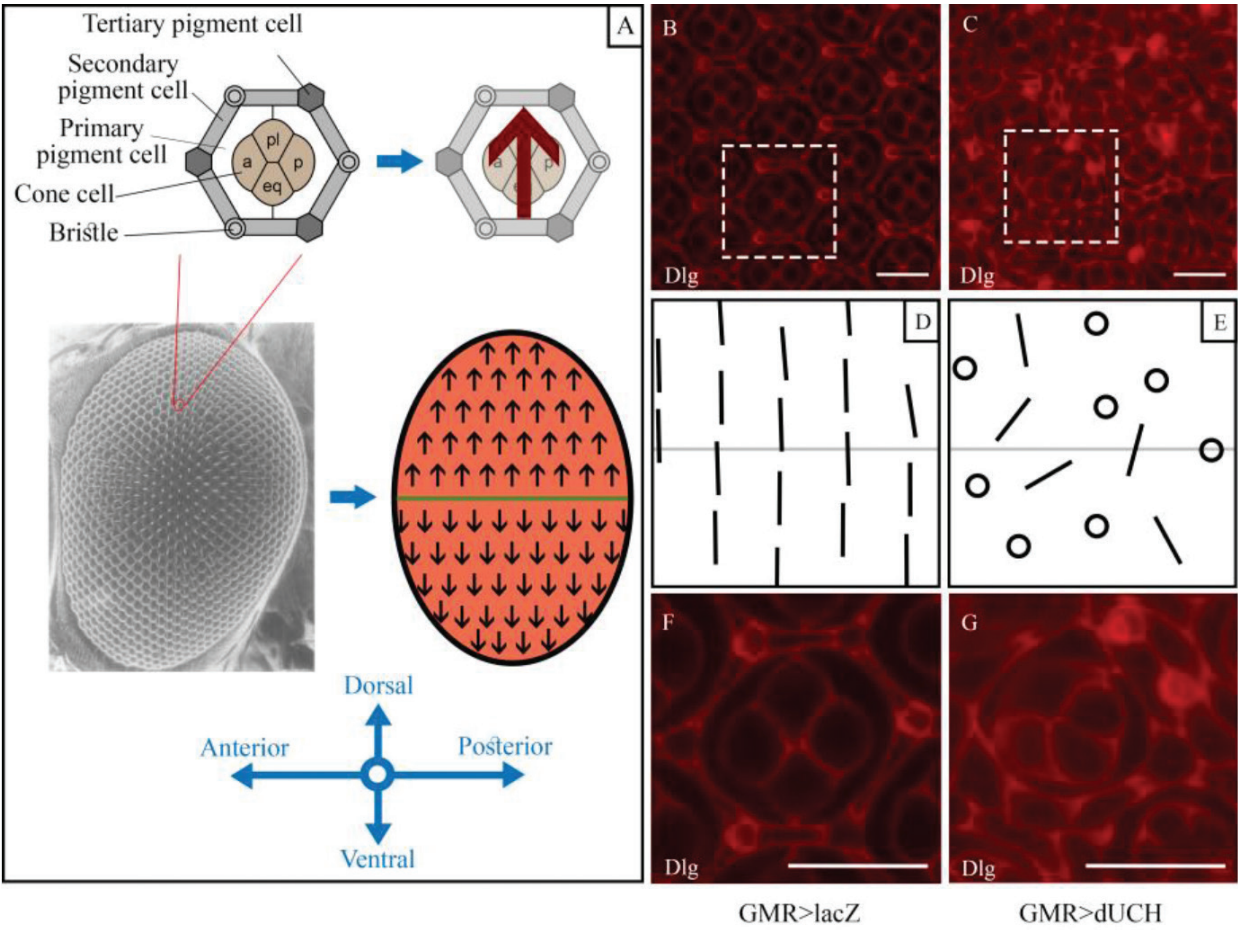 Tertiary pigment cell
Secondary
pigment cell
Primary
pigment cell
Cone cell
Bristle
pl
a
p
eq
a
p
A
Dorsal
Anterior
Posterior
Ventral
B
Dlg
C
Dlg
D
E
F
Dlg
G
Dlg
GMR>lacZ
GMR>dUCH